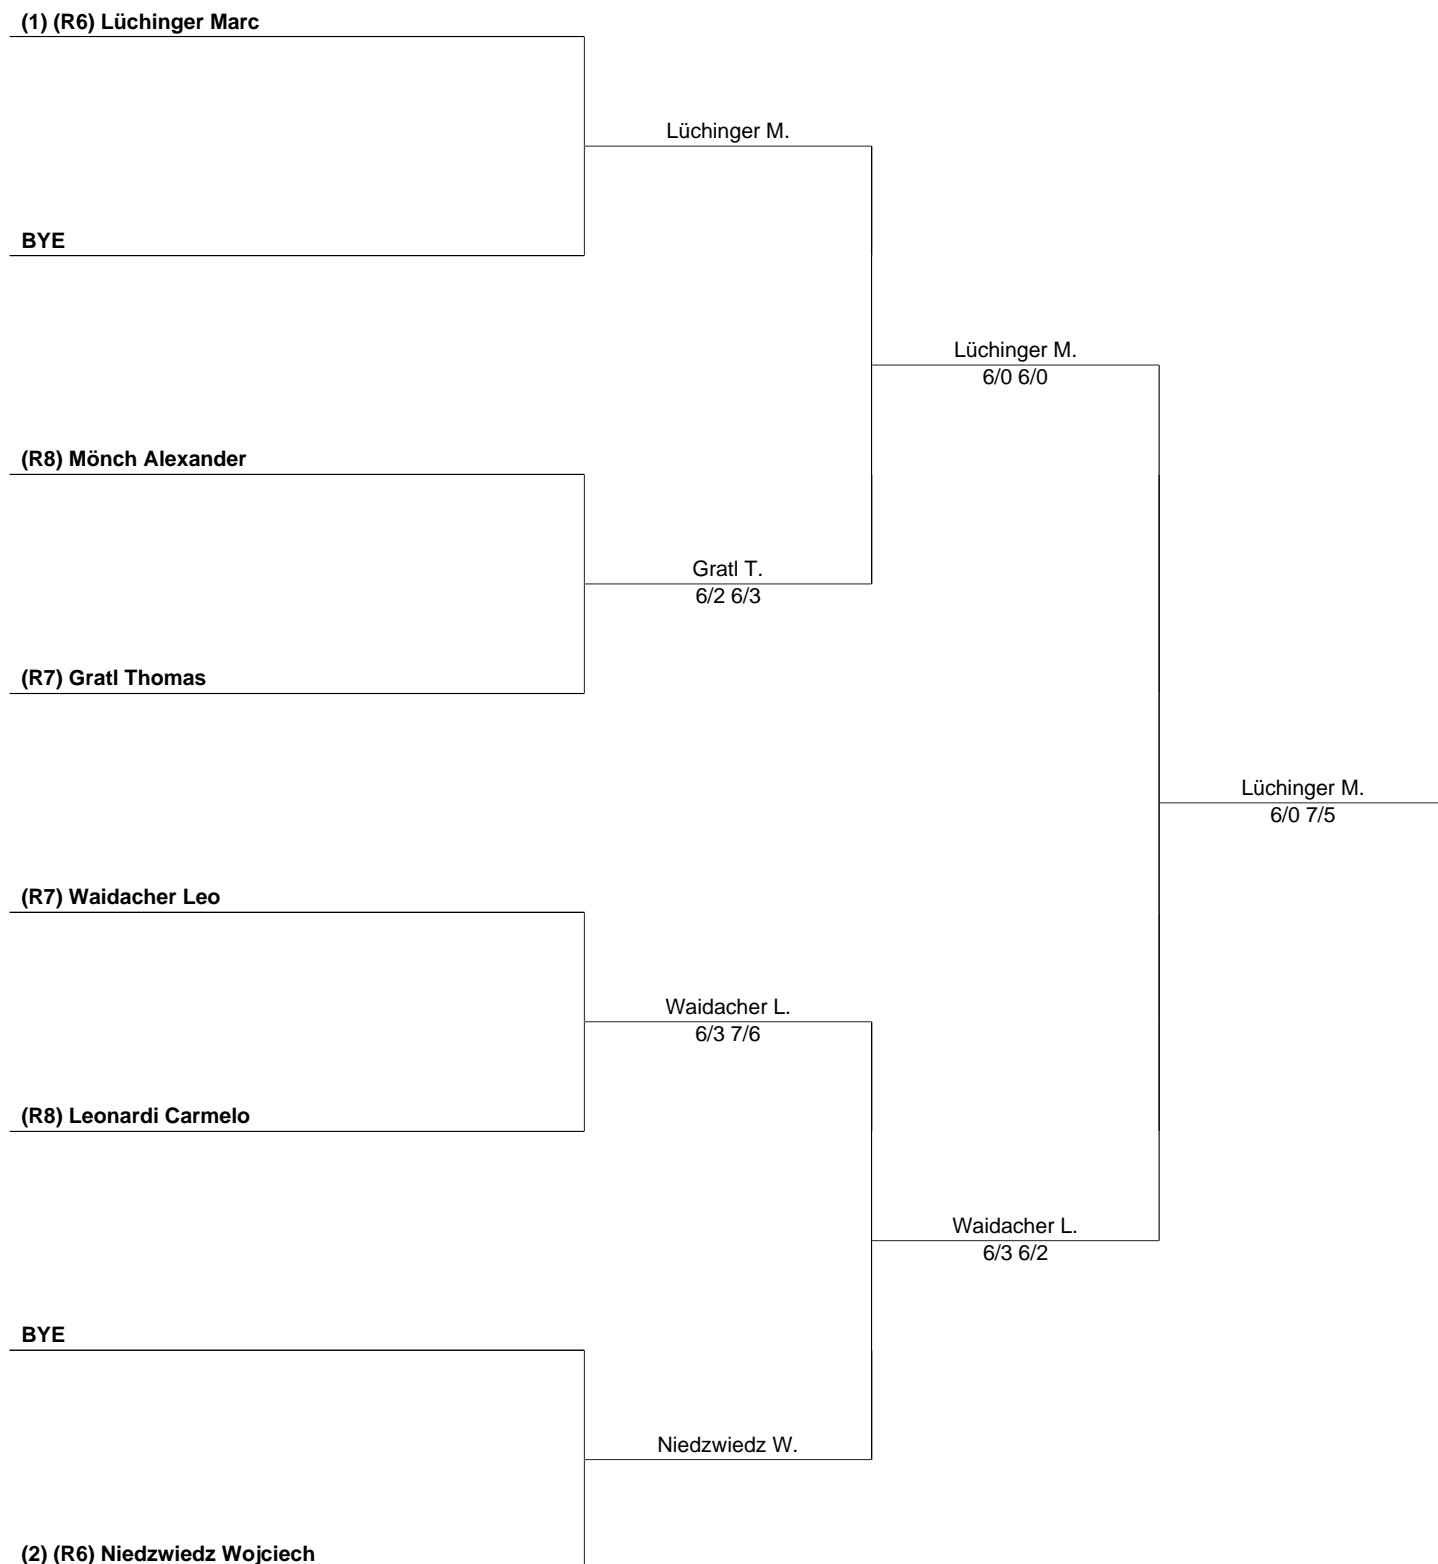 (1) (R6) Lüchinger Marc
Lüchinger M.
BYE
Lüchinger M.
6/0 6/0
(R8) Mönch Alexander
Gratl T.
6/2 6/3
(R7) Gratl Thomas
Lüchinger M.
6/0 7/5
(R7) Waidacher Leo
Waidacher L.
6/3 7/6
(R8) Leonardi Carmelo
Waidacher L.
6/3 6/2
BYE
Niedzwiedz W.
(2) (R6) Niedzwiedz Wojciech